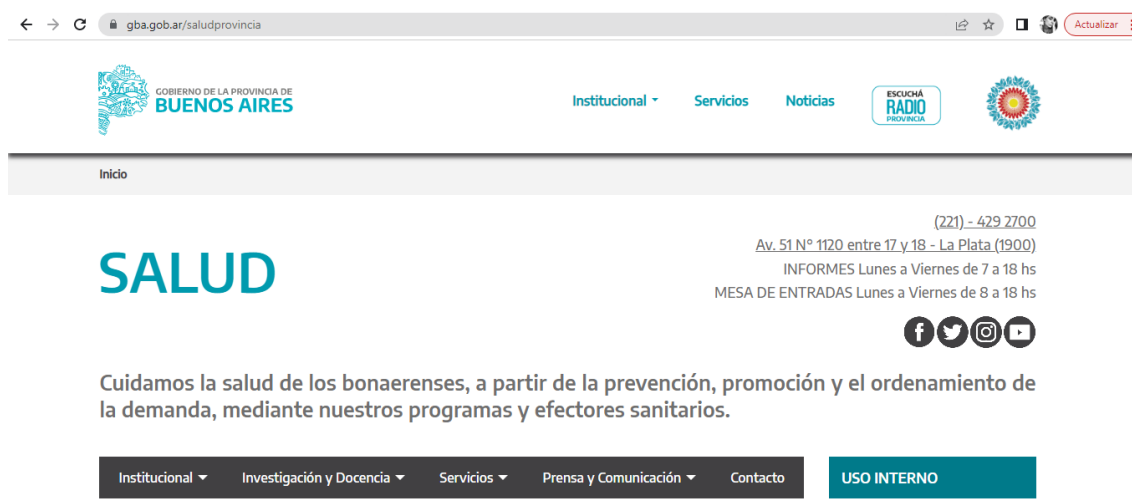 gba.gob.ar/saludprovincia
Actualizar
GOBIERNO DE LA PROVINCIA DE
BUENOS AIRES
Institucional
Servicios
Noticias
ESCUCHÁ
RADIO
PROVINCIA
Inicio
(221) - 429 2700
Av. 51 N° 1120 entre 17 y 18 - La Plata (1900)
INFORMES Lunes a Viernes de 7 a 18 hs
MESA DE ENTRADAS Lunes a Viernes de 8 a 18 hs
SALUD
Cuidamos la salud de los bonaerenses, a partir de la prevención, promoción y el ordenamiento de
la demanda, mediante nuestros programas y efectores sanitarios.
Institucional
Investigación y Docencia
Servicios
Prensa y Comunicación
Contacto
USO INTERNO